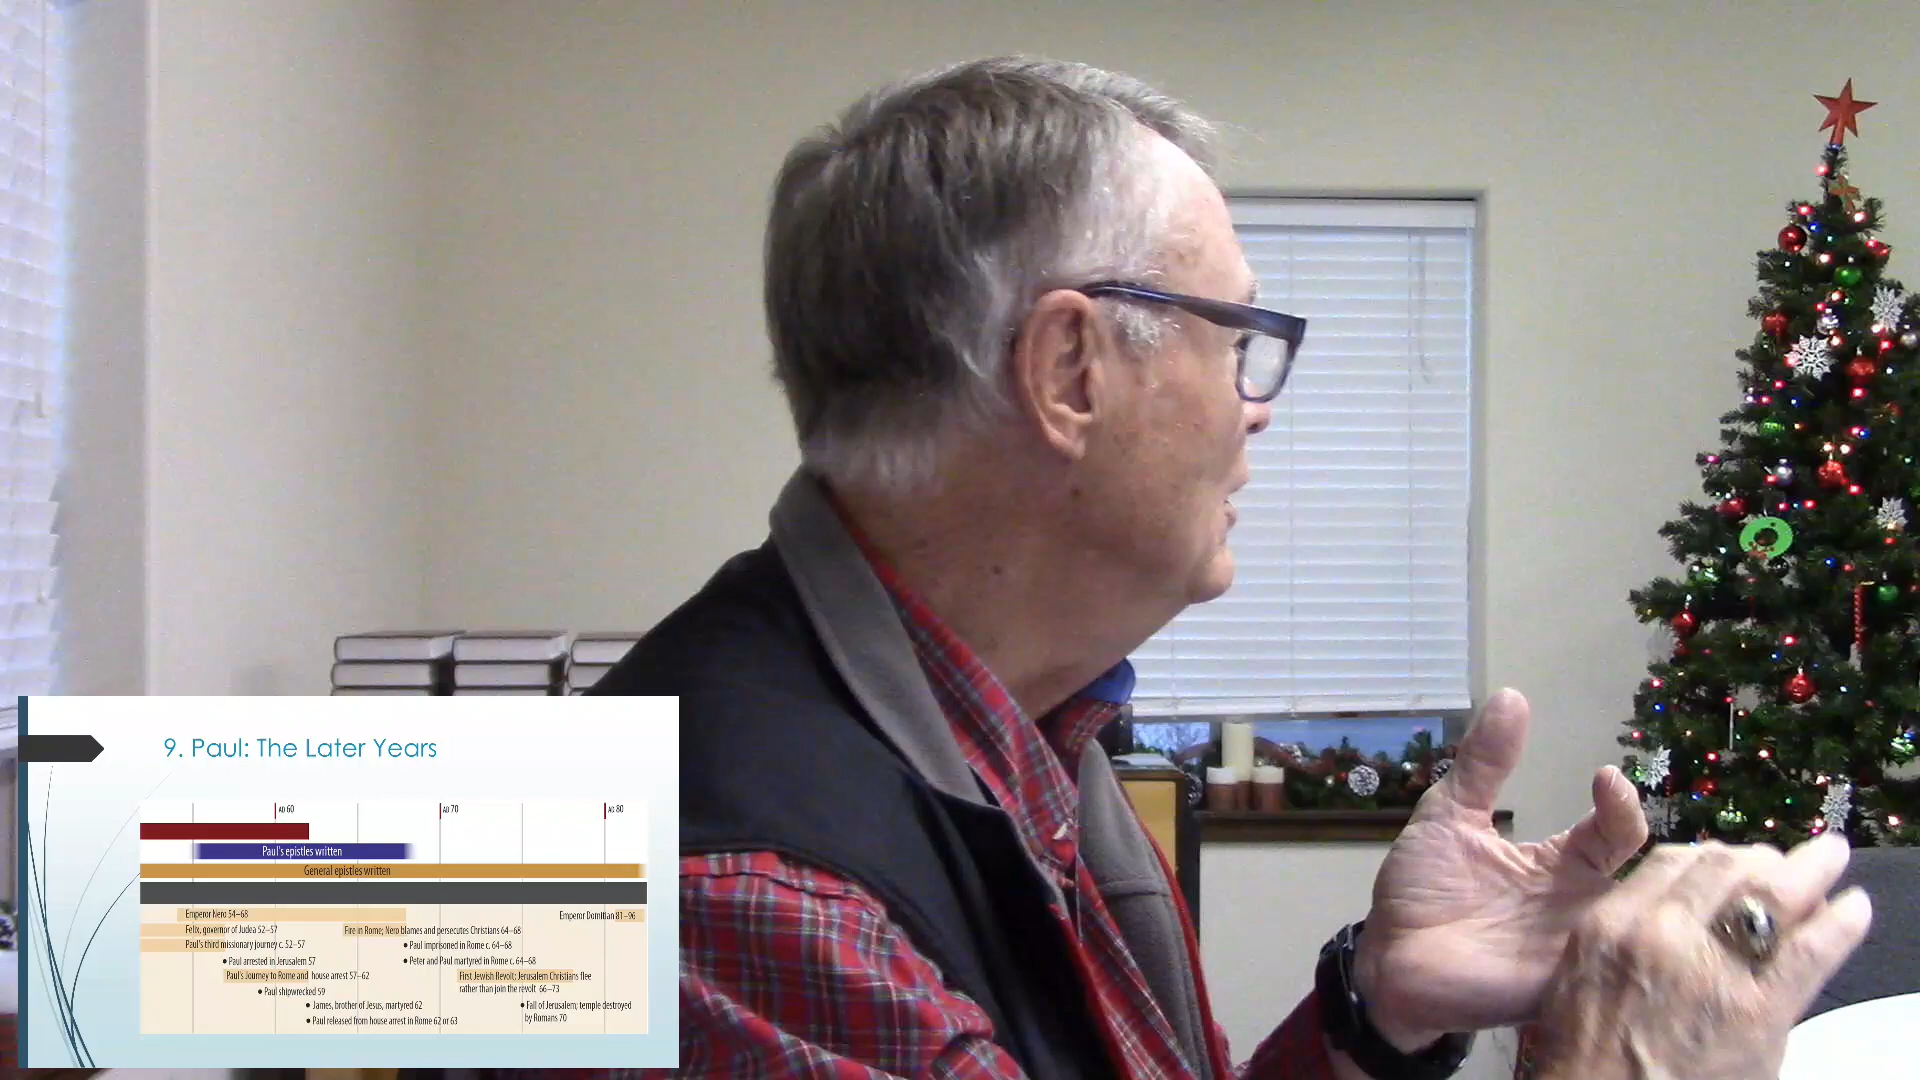 9. Paul: The Later Years
AD 60
AD 70
AD 80
Paul's epistles written
General epistles written
Emperor Nero 54–68
Emperor Domitian 81–96
Felix, governor of Judea 52–57
Fire in Rome; Nero blames and persecutes Christians 64–68
Paul's third missionary journey c. 52–57
• Paul imprisoned in Rome c. 64–68
• Paul arrested in Jerusalem 57
• Peter and Paul martyred in Rome c. 64–68
Paul's Journey to Rome and house arrest 57–62
First Jewish Revolt; Jerusalem Christians flee
rather than join the revolt 66–73
• Paul shipwrecked 59
• James, brother of Jesus, martyred 62
• Fall of Jerusalem; temple destroyed
by Romans 70
• Paul released from house arrest in Rome 62 or 63